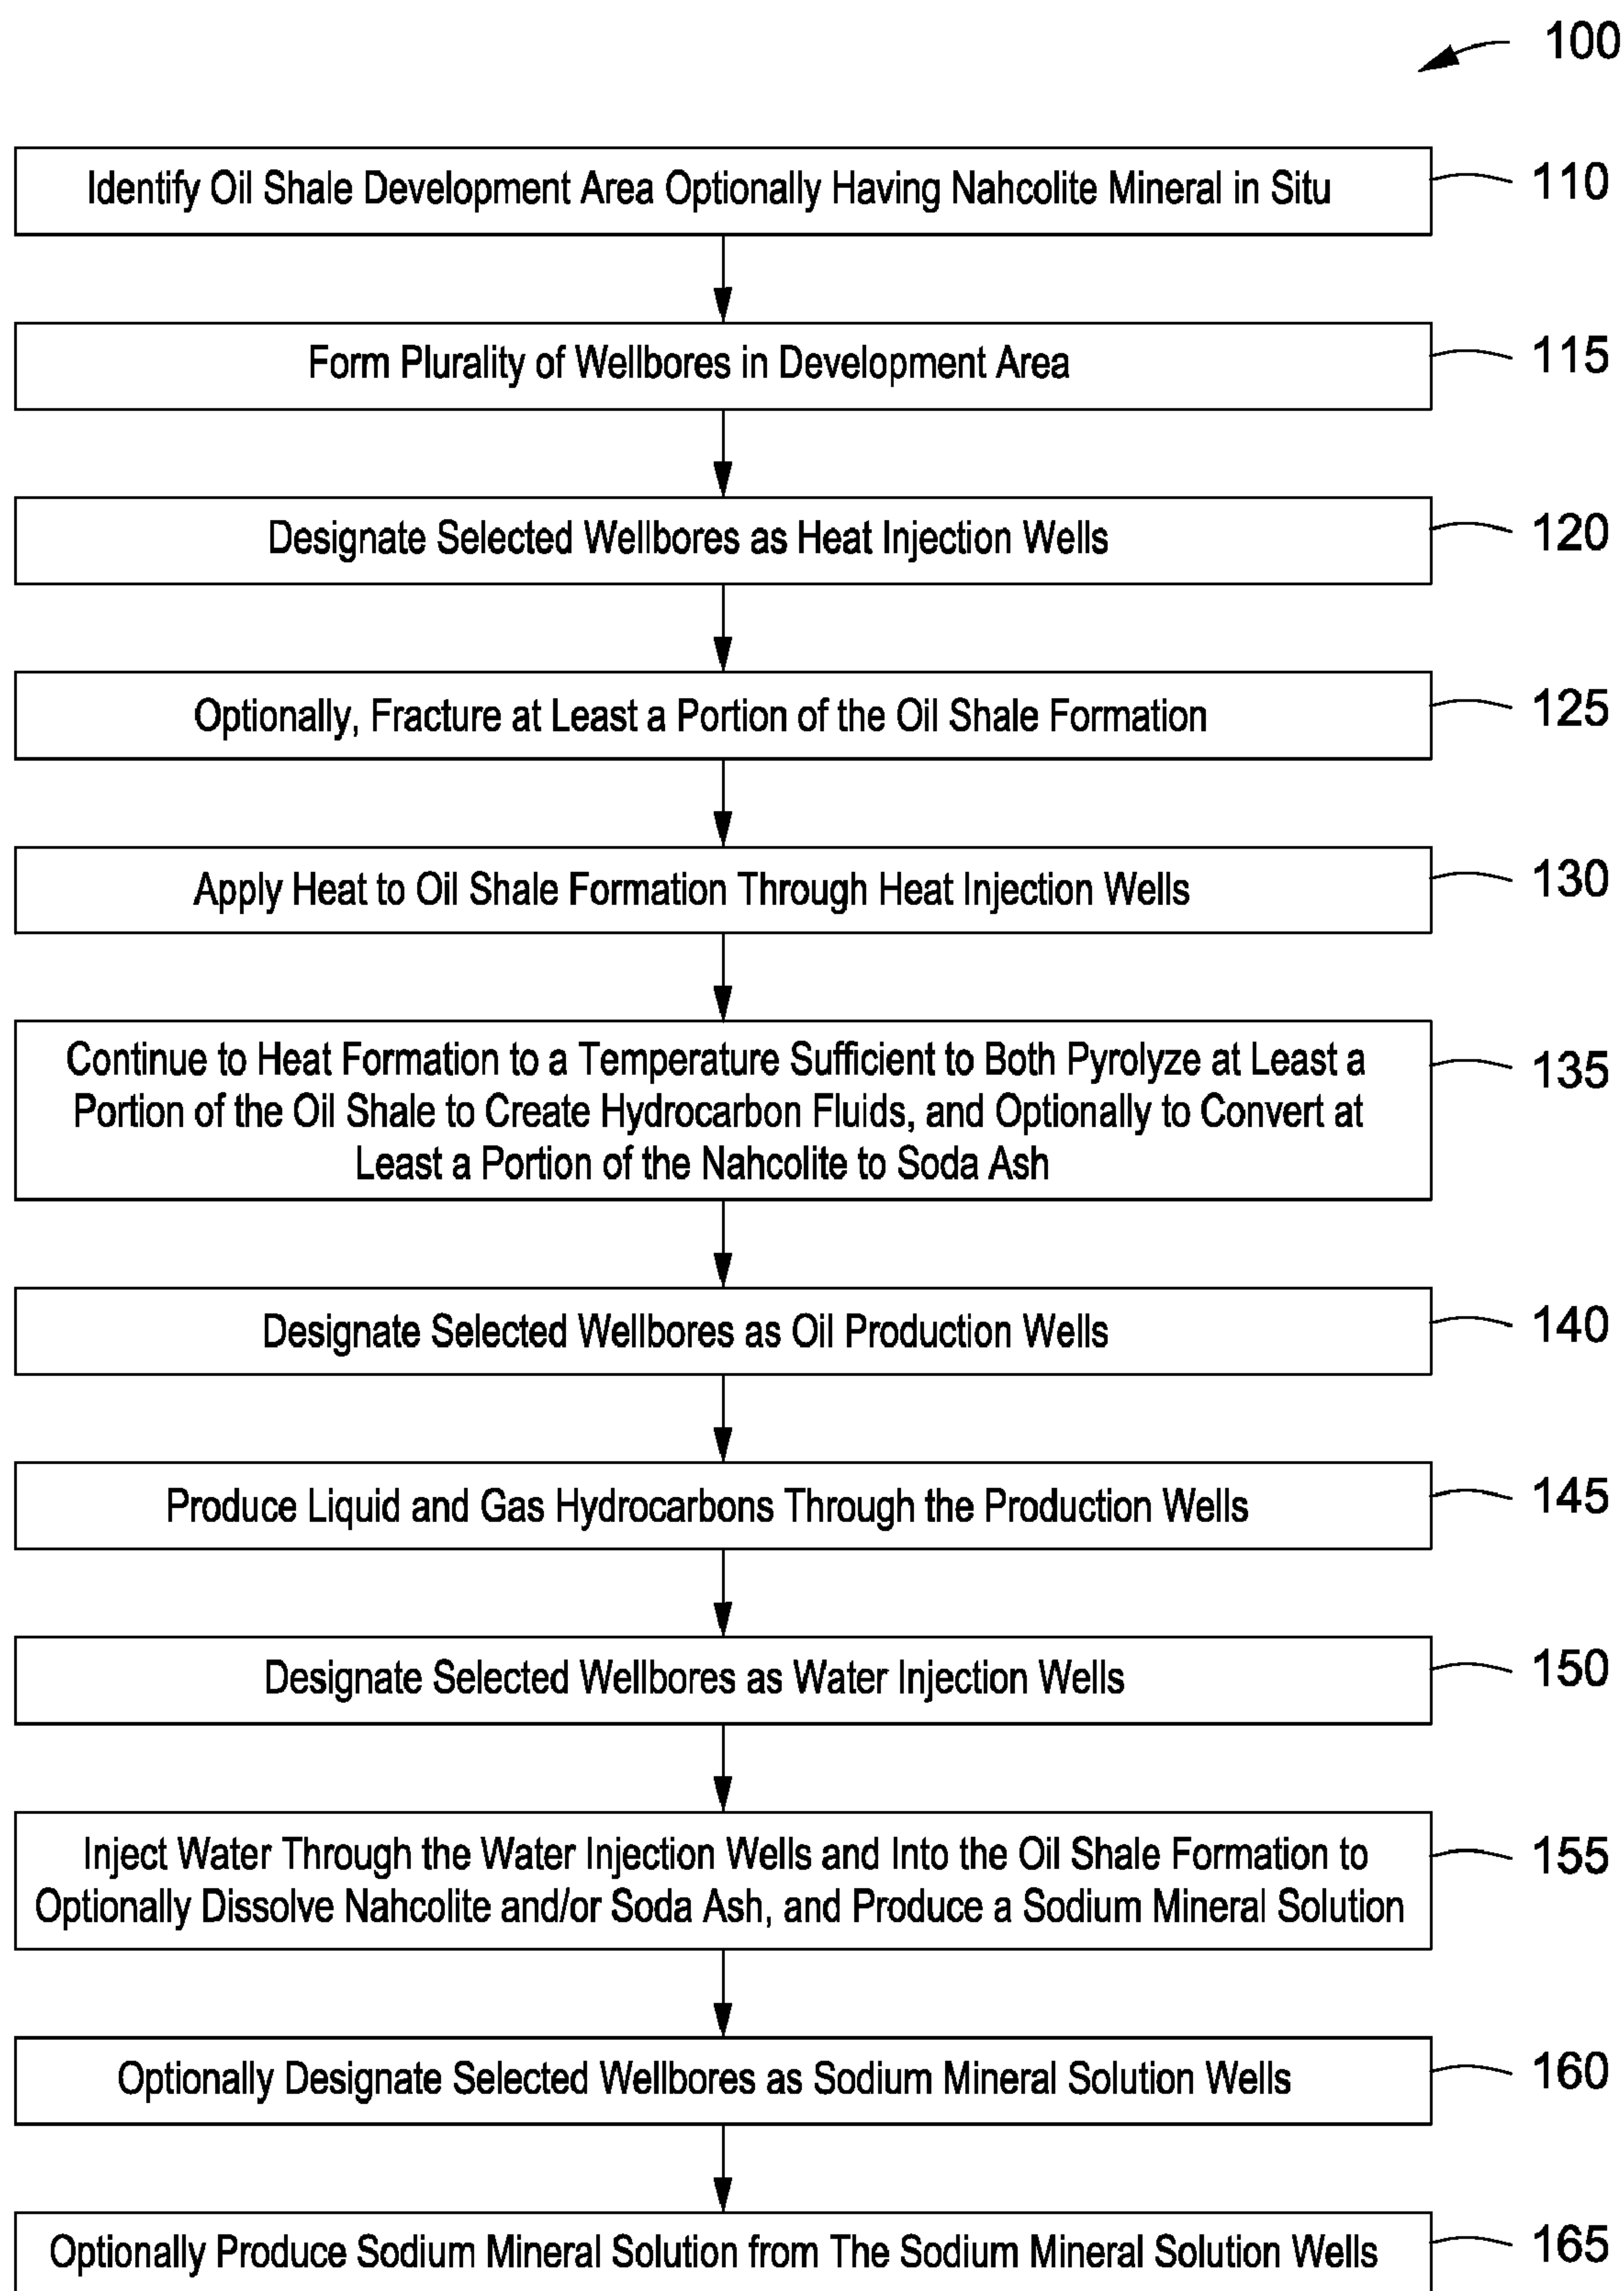 100
Identify Oil Shale Development Area Optionally Having Nahcolite Mineral in Situ
110
Form Plurality of Wellbores in Development Area
115
Designate Selected Wellbores as Heat Injection Wells
120
Optionally, Fracture at Least a Portion of the Oil Shale Formation
125
Apply Heat to Oil Shale Formation Through Heat Injection Wells
130
Continue to Heat Formation to a Temperature Sufficient to Both Pyrolyze at Least a
Portion of the Oil Shale to Create Hydrocarbon Fluids, and Optionally to Convert at
Least a Portion of the Nahcolite to Soda Ash
135
Designate Selected Wellbores as Oil Production Wells
140
Produce Liquid and Gas Hydrocarbons Through the Production Wells
145
Designate Selected Wellbores as Water Injection Wells
150
Inject Water Through the Water Injection Wells and Into the Oil Shale Formation to
Optionally Dissolve Nahcolite and/or Soda Ash, and Produce a Sodium Mineral Solution
155
Optionally Designate Selected Wellbores as Sodium Mineral Solution Wells
160
Optionally Produce Sodium Mineral Solution from The Sodium Mineral Solution Wells
165